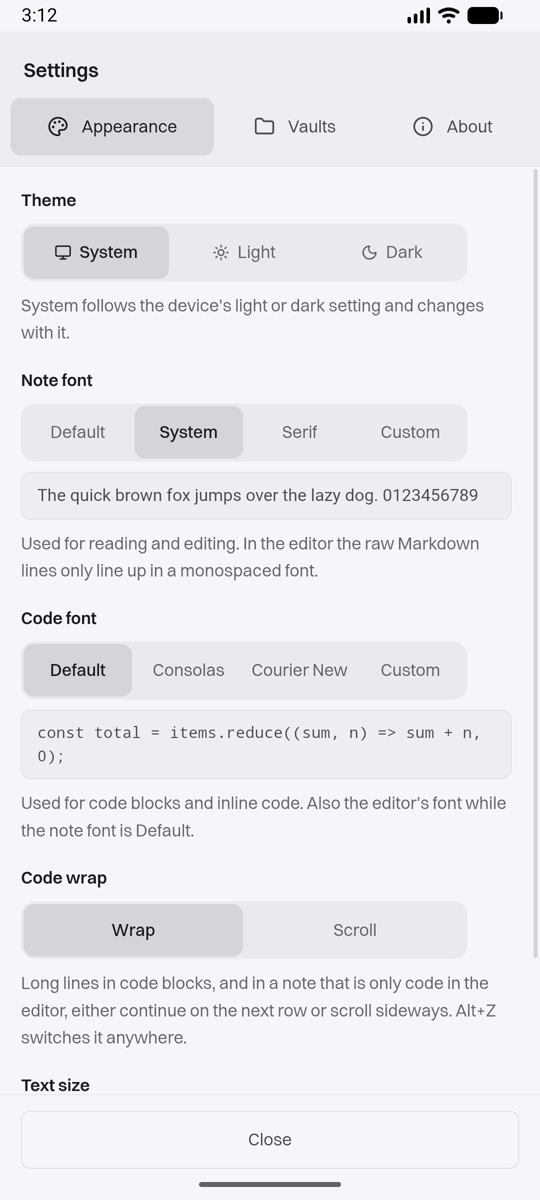 3:12
Settings
Appearance
Vaults
About
Theme
System
Light
Dark
System follows the device's light or dark setting and changes
with it.
Note font
Default
System
Serif
Custom
The quick brown fox jumps over the lazy dog. 0123456789
Used for reading and editing. In the editor the raw Markdown
lines only line up in a monospaced font.
Code font
Default
Consolas
Courier New
Custom
const total = items.reduce((sum, n) => sum + n,
0);
Used for code blocks and inline code. Also the editor's font while
the note font is Default.
Code wrap
Wrap
Scroll
Long lines in code blocks, and in a note that is only code in the
editor, either continue on the next row or scroll sideways. Alt+Z
switches it anywhere.
Text size
Close